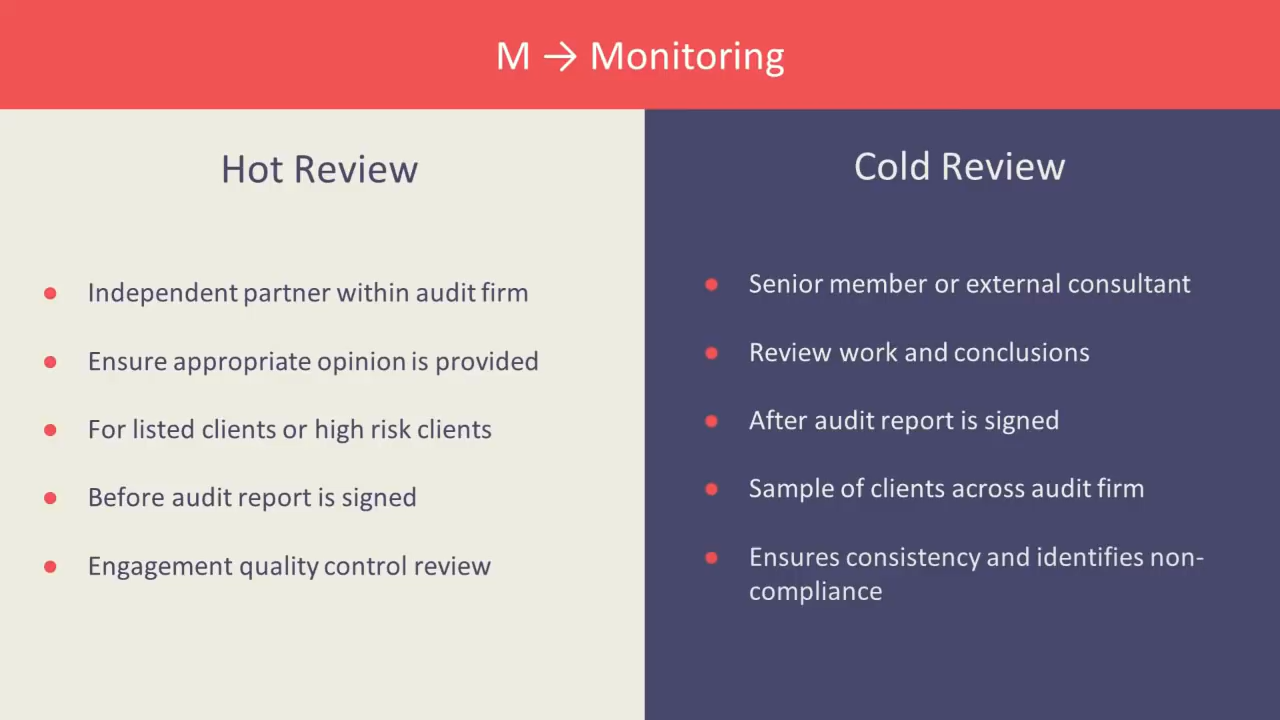 M → Monitoring
Hot Review
● Independent partner within audit firm
● Ensure appropriate opinion is provided
● For listed clients or high risk clients
● Before audit report is signed
● Engagement quality control review
Cold Review
● Senior member or external consultant
● Review work and conclusions
● After audit report is signed
● Sample of clients across audit firm
● Ensures consistency and identifies non-
compliance